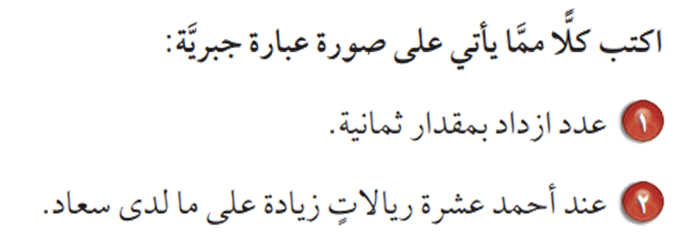 اكتب كلًّا ممَّا يأتي على صورة عبارة جبريَّة:
١ عدد ازداد بمقدار ثمانية.
٢ عند أحمد عشرة ريالاتٍ زيادة على ما لدى سعاد.